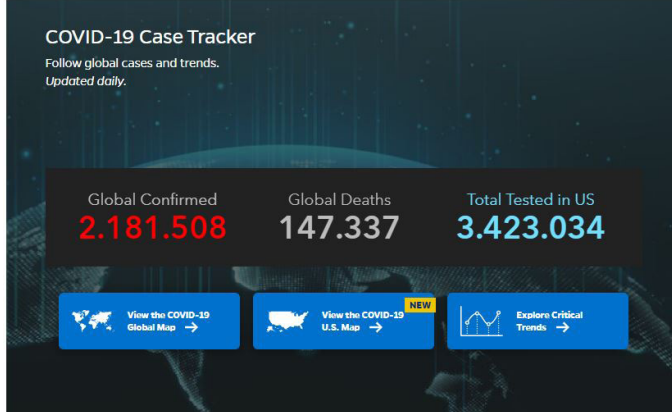 COVID-19 Case Tracker
Follow global cases and trends.
Updated daily.
Global Confirmed
2.181.508
Global Deaths
147.337
Total Tested in US
3.423.034
View the COVID-19
Global Map →
NEW
View the COVID-19
U.S. Map →
Explore Critical
Trends →